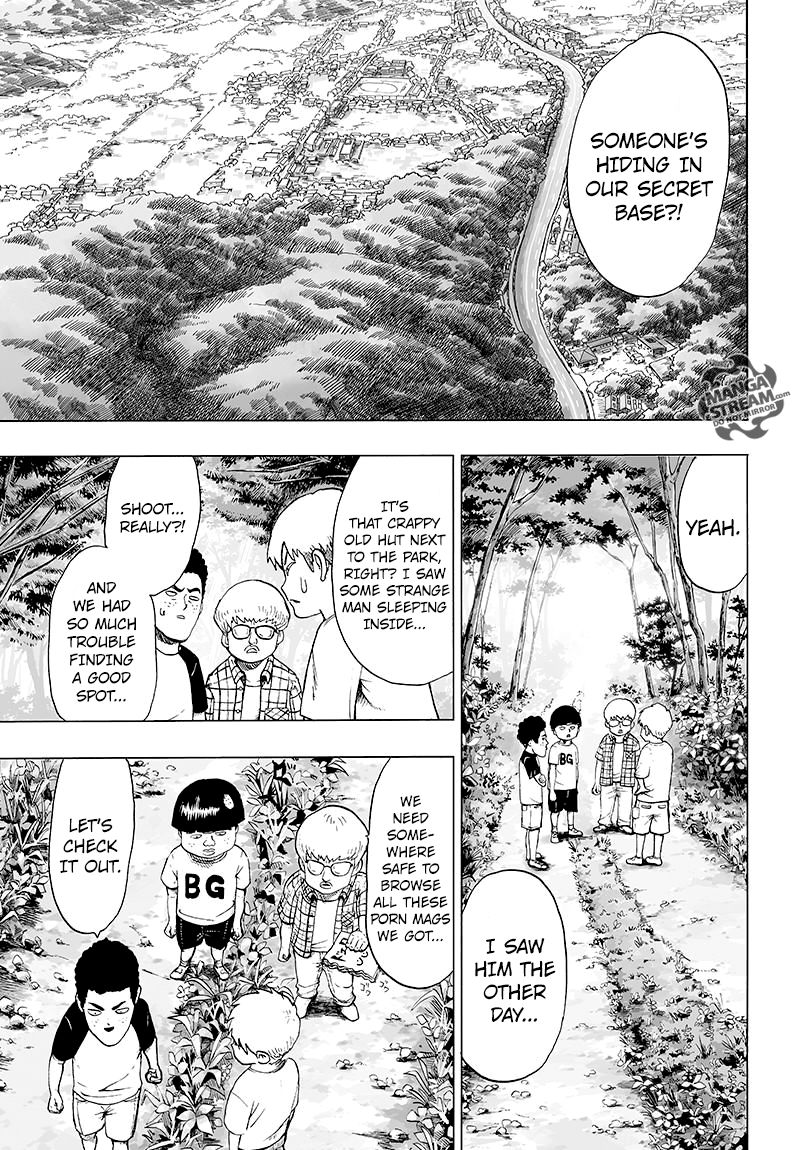 SOMEONE'S
HIDING IN
OUR SECRET
BASE?!
MANGA
STREAM.com
DO NOT MIRROR
YEAH.
BG
I SAW
HIM THE
OTHER
DAY...
IT'S
THAT CRAPPY
OLD HUT NEXT
TO THE PARK,
RIGHT? I SAW
SOME STRANGE
MAN SLEEPING
INSIDE...
SHOOT...
REALLY?!
AND
WE HAD
SO MUCH
TROUBLE
FINDING
A GOOD
SPOT...
WE
NEED
SOME-
WHERE
SAFE TO
BROWSE
ALL THESE
PORN MAGS
WE GOT...
BG
LET'S
CHECK
IT OUT.